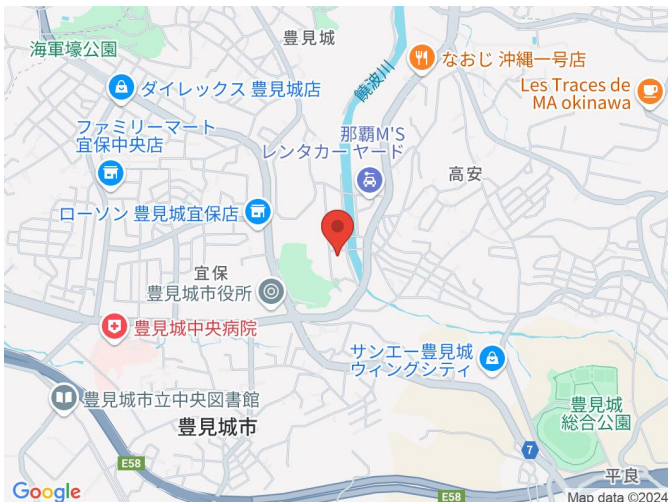 海軍壕公園
豊見城
饒波川
なおじ 沖縄一号店
ダイレックス 豊見城店
Les Traces de
MA okinawa
ファミリーマート
宜保中央店
那覇M'S
レンタカー ヤード
高安
ローソン 豊見城宜保店
宜保
豊見城市役所
豊見城中央病院
サンエー豊見城
ウィングシティ
豊見城市立中央図書館
豊見城
総合公園
豊見城市
7
E58
平良
E58
Google
Map data ©2024